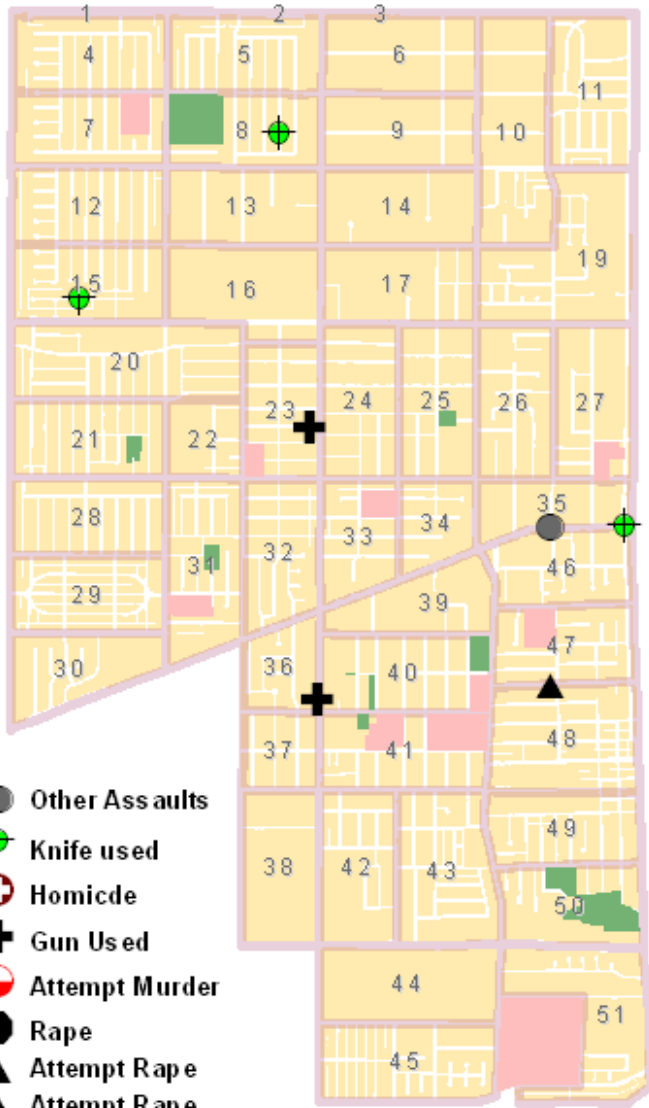 1 2 3
4 5 6
11
7 8 9 10
12 13 14
19
15 16 17
20
21 22 23 24 25 26 27
28 33 34 35
31 32 46
29 39
30 36 40 47
37 41 48
38 42 43 49
50
44 51
45
Other Assaults
Knife used
Homicde
Gun Used
Attempt Murder
Rape
Attempt Rape
Attempt Rape